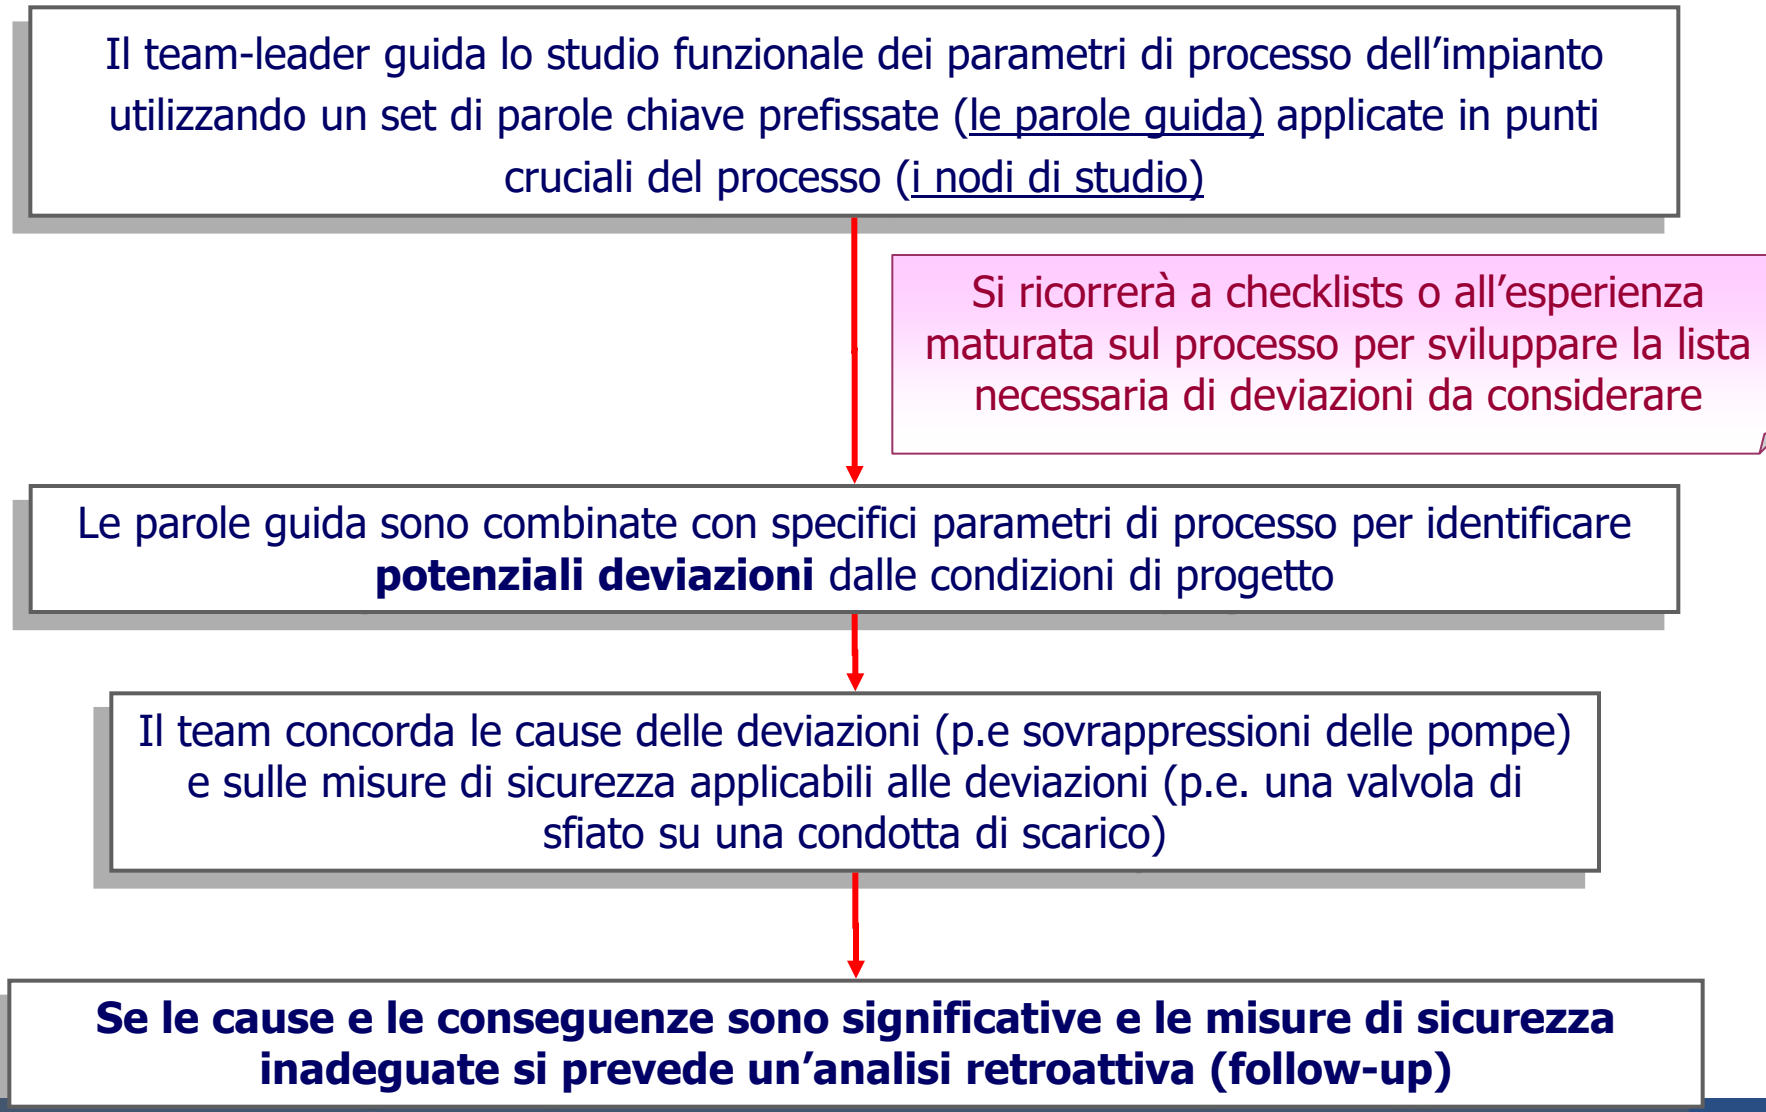 Il team-leader guida lo studio funzionale dei parametri di processo dell’impianto
utilizzando un set di parole chiave prefissate (le parole guida) applicate in punti
cruciali del processo (i nodi di studio)
Si ricorrerà a checklists o all’esperienza
maturata sul processo per sviluppare la lista
necessaria di deviazioni da considerare
Le parole guida sono combinate con specifici parametri di processo per identificare
potenziali deviazioni dalle condizioni di progetto
Il team concorda le cause delle deviazioni (p.e sovrappressioni delle pompe)
e sulle misure di sicurezza applicabili alle deviazioni (p.e. una valvola di
sfiato su una condotta di scarico)
Se le cause e le conseguenze sono significative e le misure di sicurezza
inadeguate si prevede un’analisi retroattiva (follow-up)